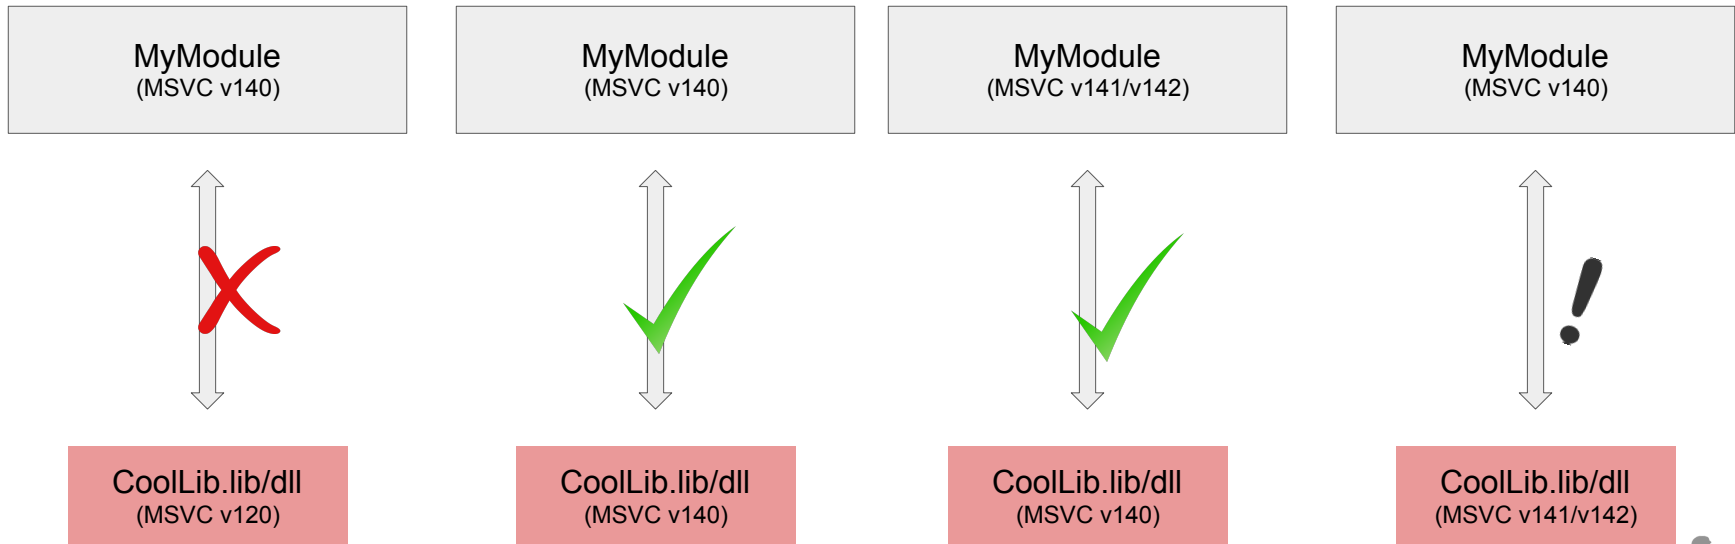 MyModule
(MSVC v140)
MyModule
(MSVC v140)
MyModule
(MSVC v141/v142)
MyModule
(MSVC v140)
CoolLib.lib/dll
(MSVC v120)
CoolLib.lib/dll
(MSVC v140)
CoolLib.lib/dll
(MSVC v140)
CoolLib.lib/dll
(MSVC v141/v142)